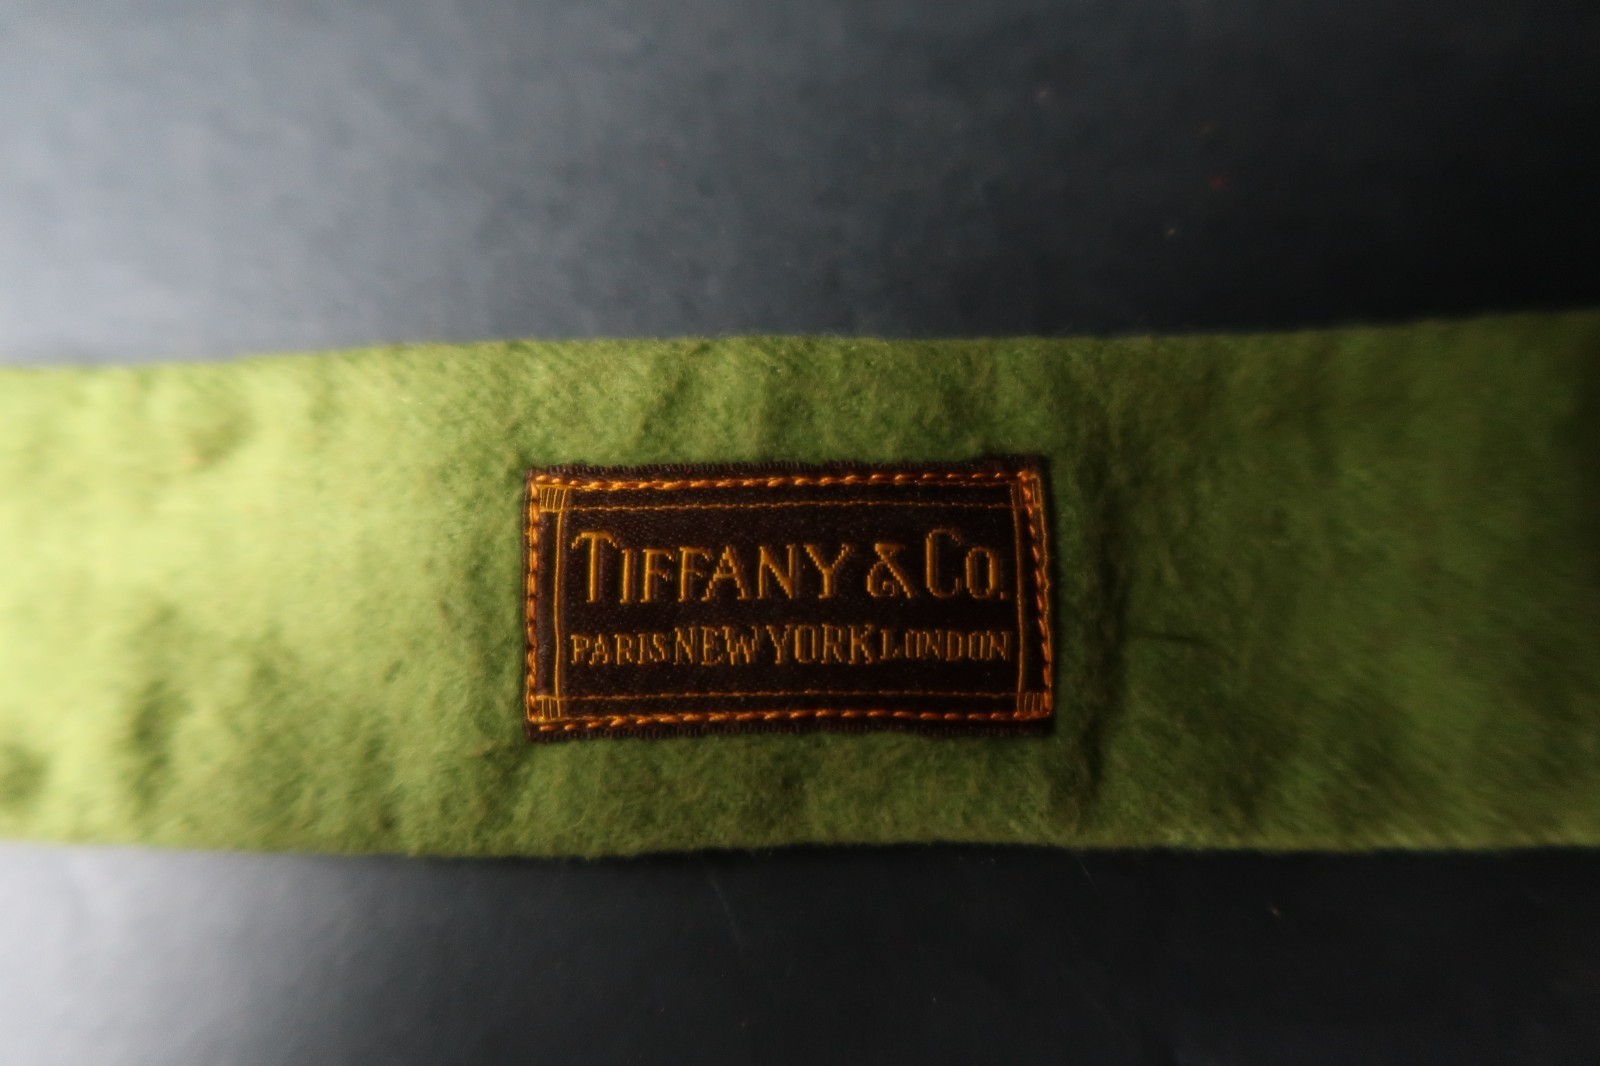 TIFFANY & CO.
PARIS NEW YORK LONDON